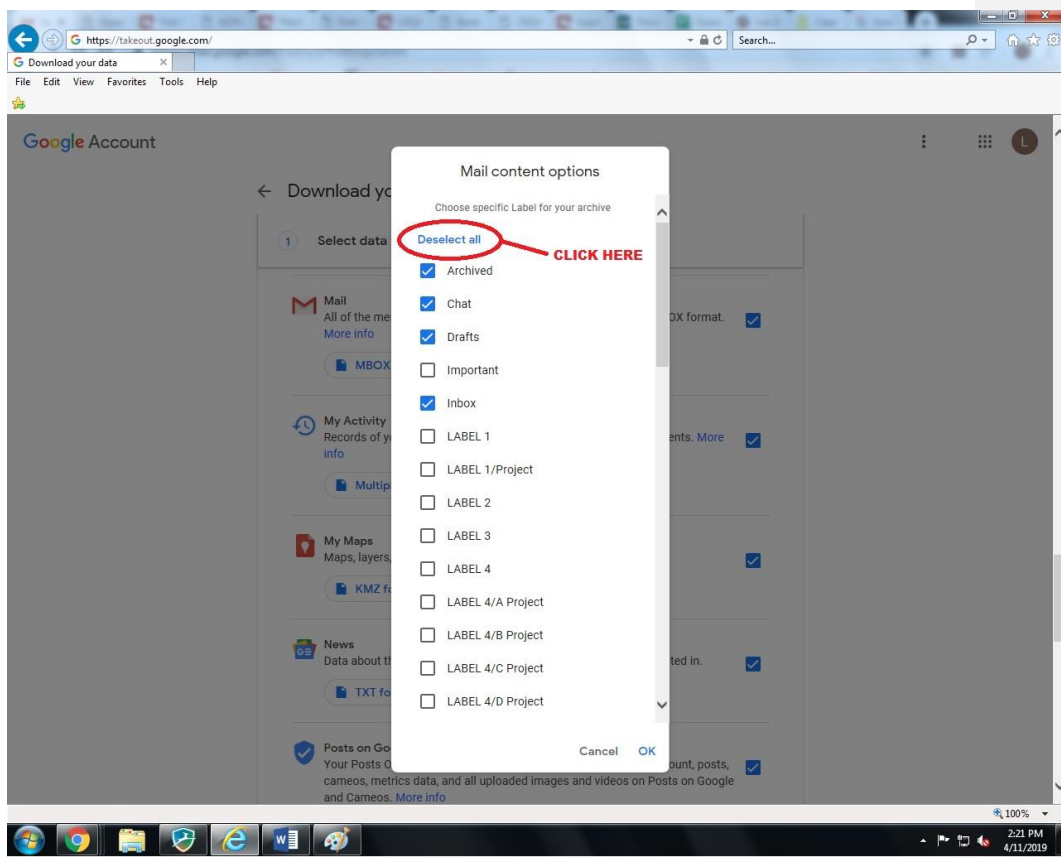 https://takeout.google.com/
Search...
Download your data
File Edit View Favorites Tools Help
Google Account
L
Download yo
1 Select data
Mail
All of the me
OX format.
More info
MBOX
My Activity
Records of y
ents. More
info
Multip
My Maps
Maps, layers,
KMZ fo
News
Data about th
ted in.
TXT fo
Posts on Go
Your Posts O
ount, posts,
cameos, metrics data, and all uploaded images and videos on Posts on Google
and Cameos. More info
Mail content options
Choose specific Label for your archive
Deselect all
CLICK HERE
Archived
Chat
Drafts
Important
Inbox
LABEL 1
LABEL 1/Project
LABEL 2
LABEL 3
LABEL 4
LABEL 4/A Project
LABEL 4/B Project
LABEL 4/C Project
LABEL 4/D Project
Cancel OK
100%
2:21 PM
4/11/2019